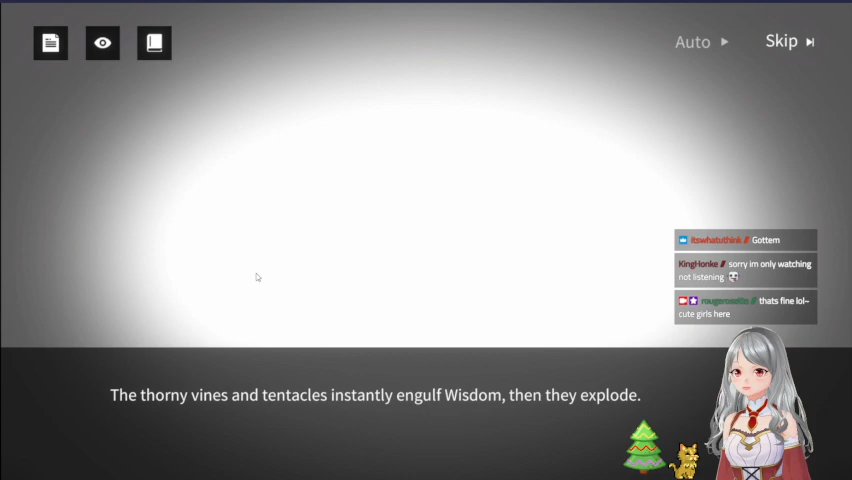 Auto
Skip
itswhatuthink // Gottem
KingHonke // sorry im only watching
not listening
rougerosette // thats fine lol~
cute girls here
The thorny vines and tentacles instantly engulf Wisdom, then they explode.